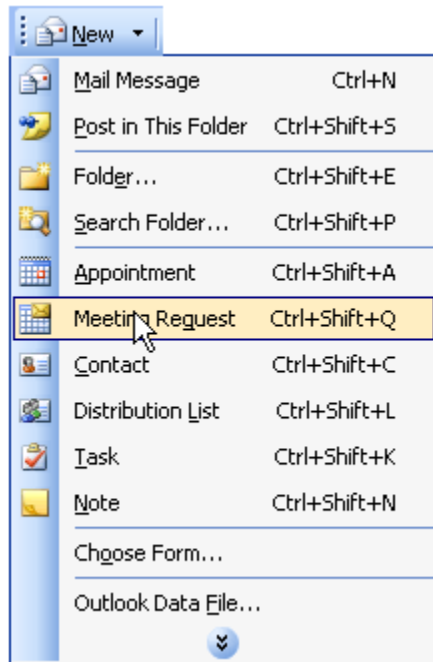 New
Mail Message Ctrl+N
Post in This Folder Ctrl+Shift+S
Folder... Ctrl+Shift+E
Search Folder... Ctrl+Shift+P
Appointment Ctrl+Shift+A
Meeting Request Ctrl+Shift+Q
Contact Ctrl+Shift+C
Distribution List Ctrl+Shift+L
Task Ctrl+Shift+K
Note Ctrl+Shift+N
Choose Form...
Outlook Data File...